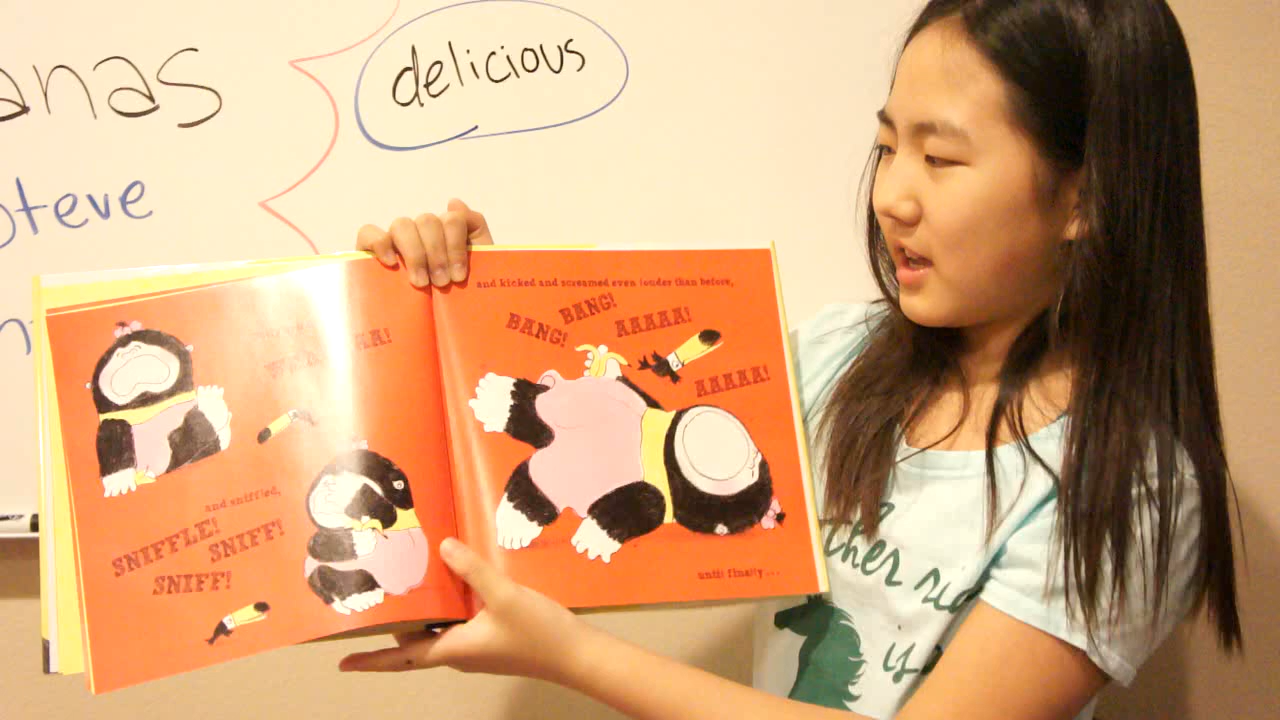 anas
delicious
teve
and sniffled,
SNIFFLE!
SNIFF!
SNIFF!
and kicked and screamed even louder than before,
BANG!
BANG!
AAAAA!
AAAAA!
until finally...